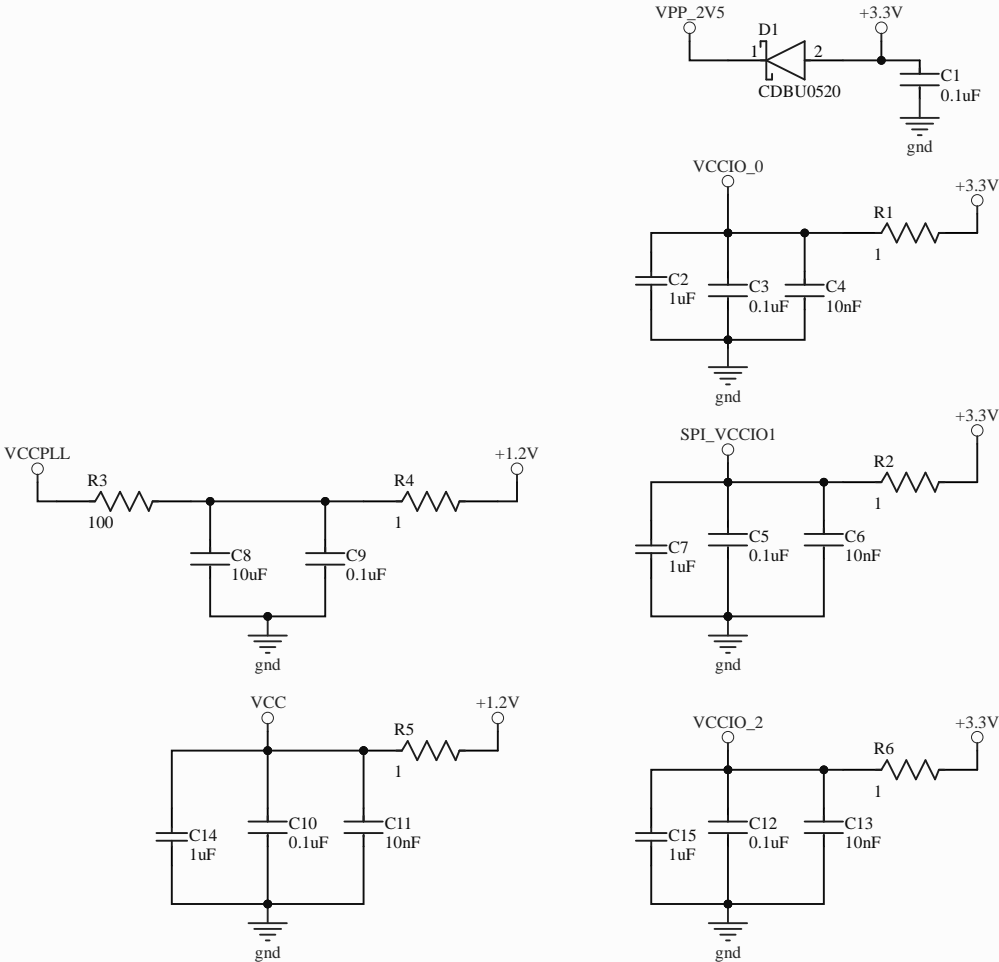 VPP_2V5
+3.3V
D1
1
2
CDBU0520
C1
0.1uF
gnd
VCCIO_0
+3.3V
R1
1
C2
1uF
C3
0.1uF
C4
10nF
gnd
SPI_VCCIO1
+3.3V
R2
1
C7
1uF
C5
0.1uF
C6
10nF
gnd
VCCPLL
+1.2V
R3
100
R4
1
C8
10uF
C9
0.1uF
gnd
VCC
+1.2V
R5
1
C14
1uF
C10
0.1uF
C11
10nF
gnd
VCCIO_2
+3.3V
R6
1
C15
1uF
C12
0.1uF
C13
10nF
gnd